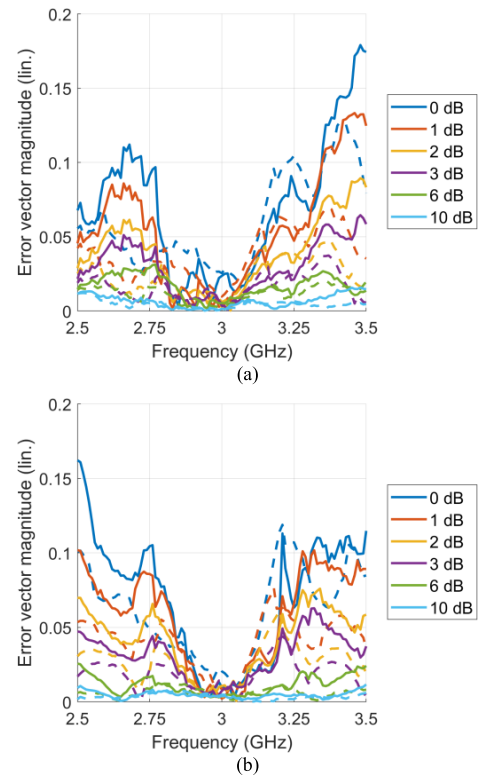 0.2
0.15
0.1
0.05
0
Error vector magnitude (lin.)
2.5 2.75 3 3.25 3.5
Frequency (GHz)
0 dB
1 dB
2 dB
3 dB
6 dB
10 dB
(a)
0.2
0.15
0.1
0.05
0
Error vector magnitude (lin.)
2.5 2.75 3 3.25 3.5
Frequency (GHz)
0 dB
1 dB
2 dB
3 dB
6 dB
10 dB
(b)